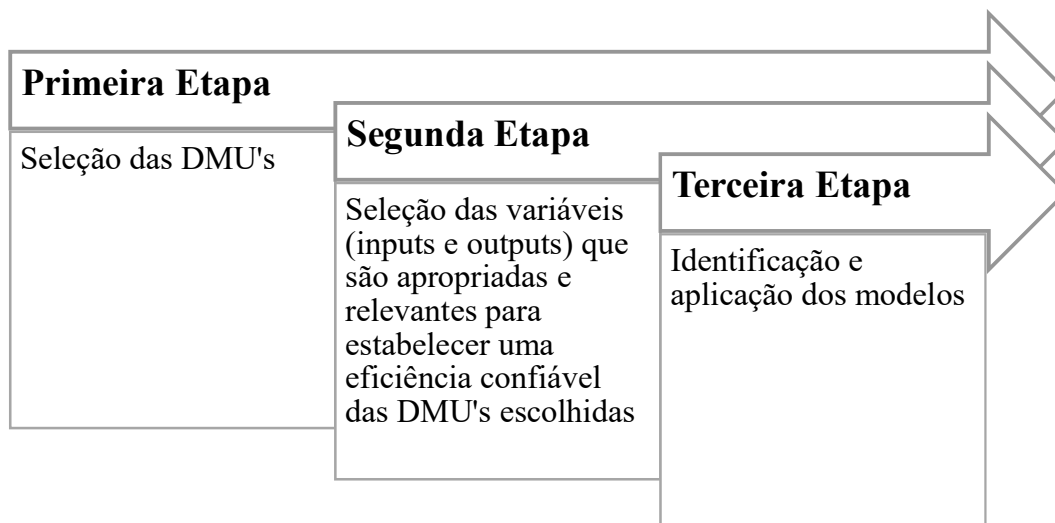 Primeira Etapa
Seleção das DMU's
Segunda Etapa
Seleção das variáveis
(inputs e outputs) que
são apropriadas e
relevantes para
estabelecer uma
eficiência confiável
das DMU's escolhidas
Terceira Etapa
Identificação e
aplicação dos modelos